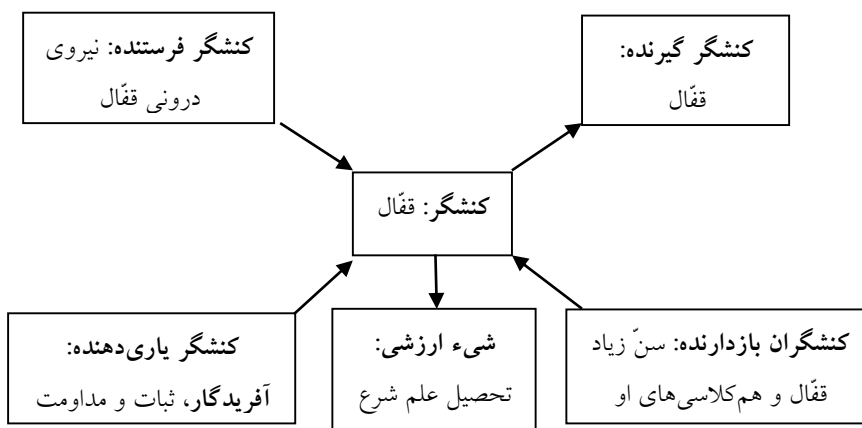 کنشگر گیرنده:
قفّال
کنشگر فرستنده: نیروی
درونی قفّال
کنشگر: قفّال
کنشگران بازدارنده: سنّ زیاد
قفّال و هم‌کلاسی‌های او
شیء ارزشی:
تحصیل علم شرع
کنشگر یاری‌دهنده:
آفریدگار، ثبات و مداومت